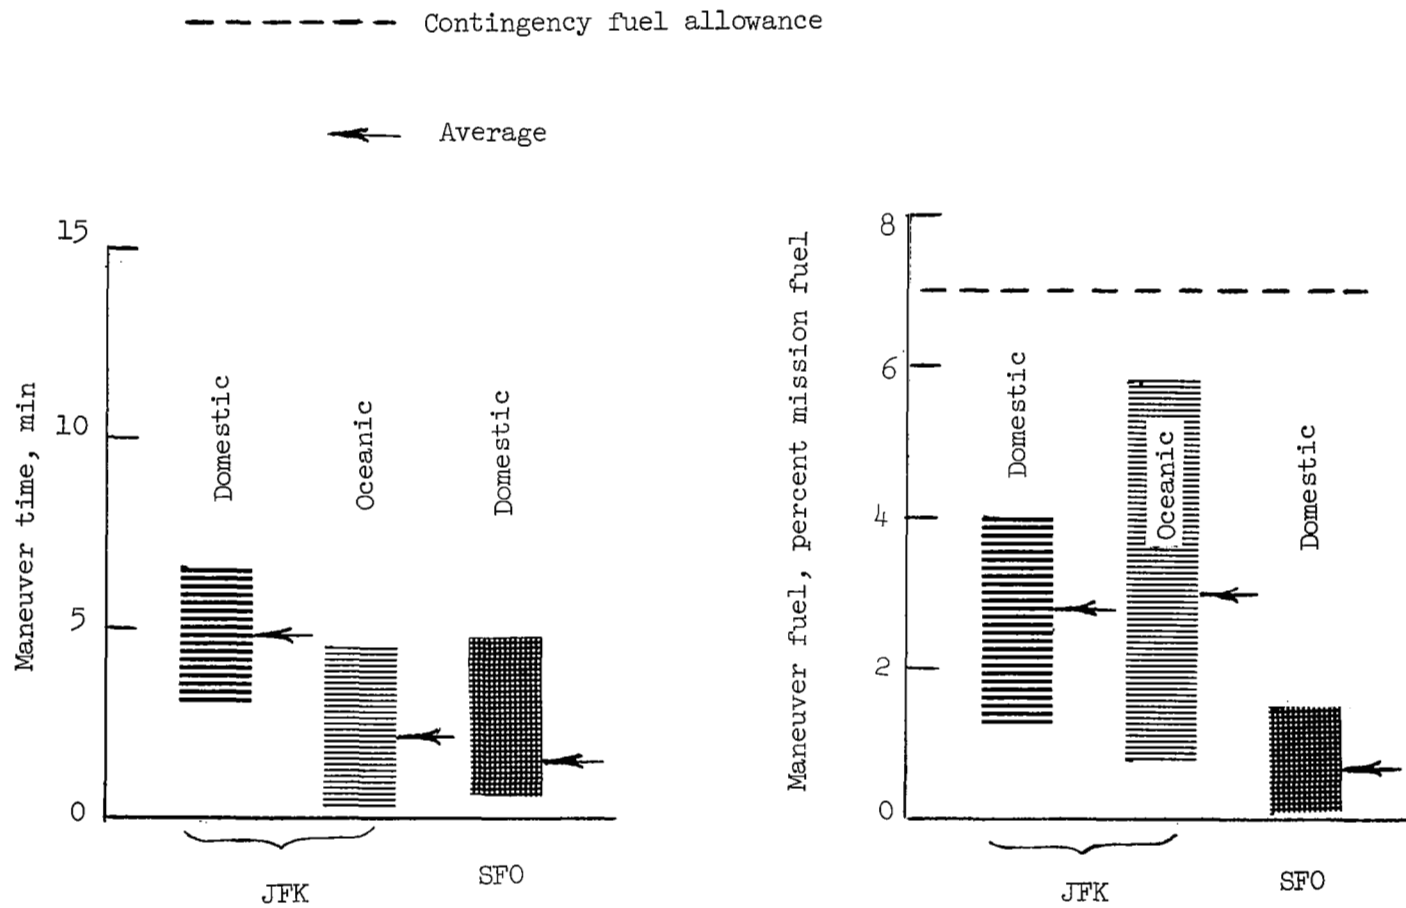 Contingency fuel allowance
Average
Maneuver time, min
15
10
5
0
Domestic
Oceanic
Domestic
JFK
SFO
Maneuver fuel, percent mission fuel
8
6
4
2
0
Domestic
Oceanic
Domestic
JFK
SFO